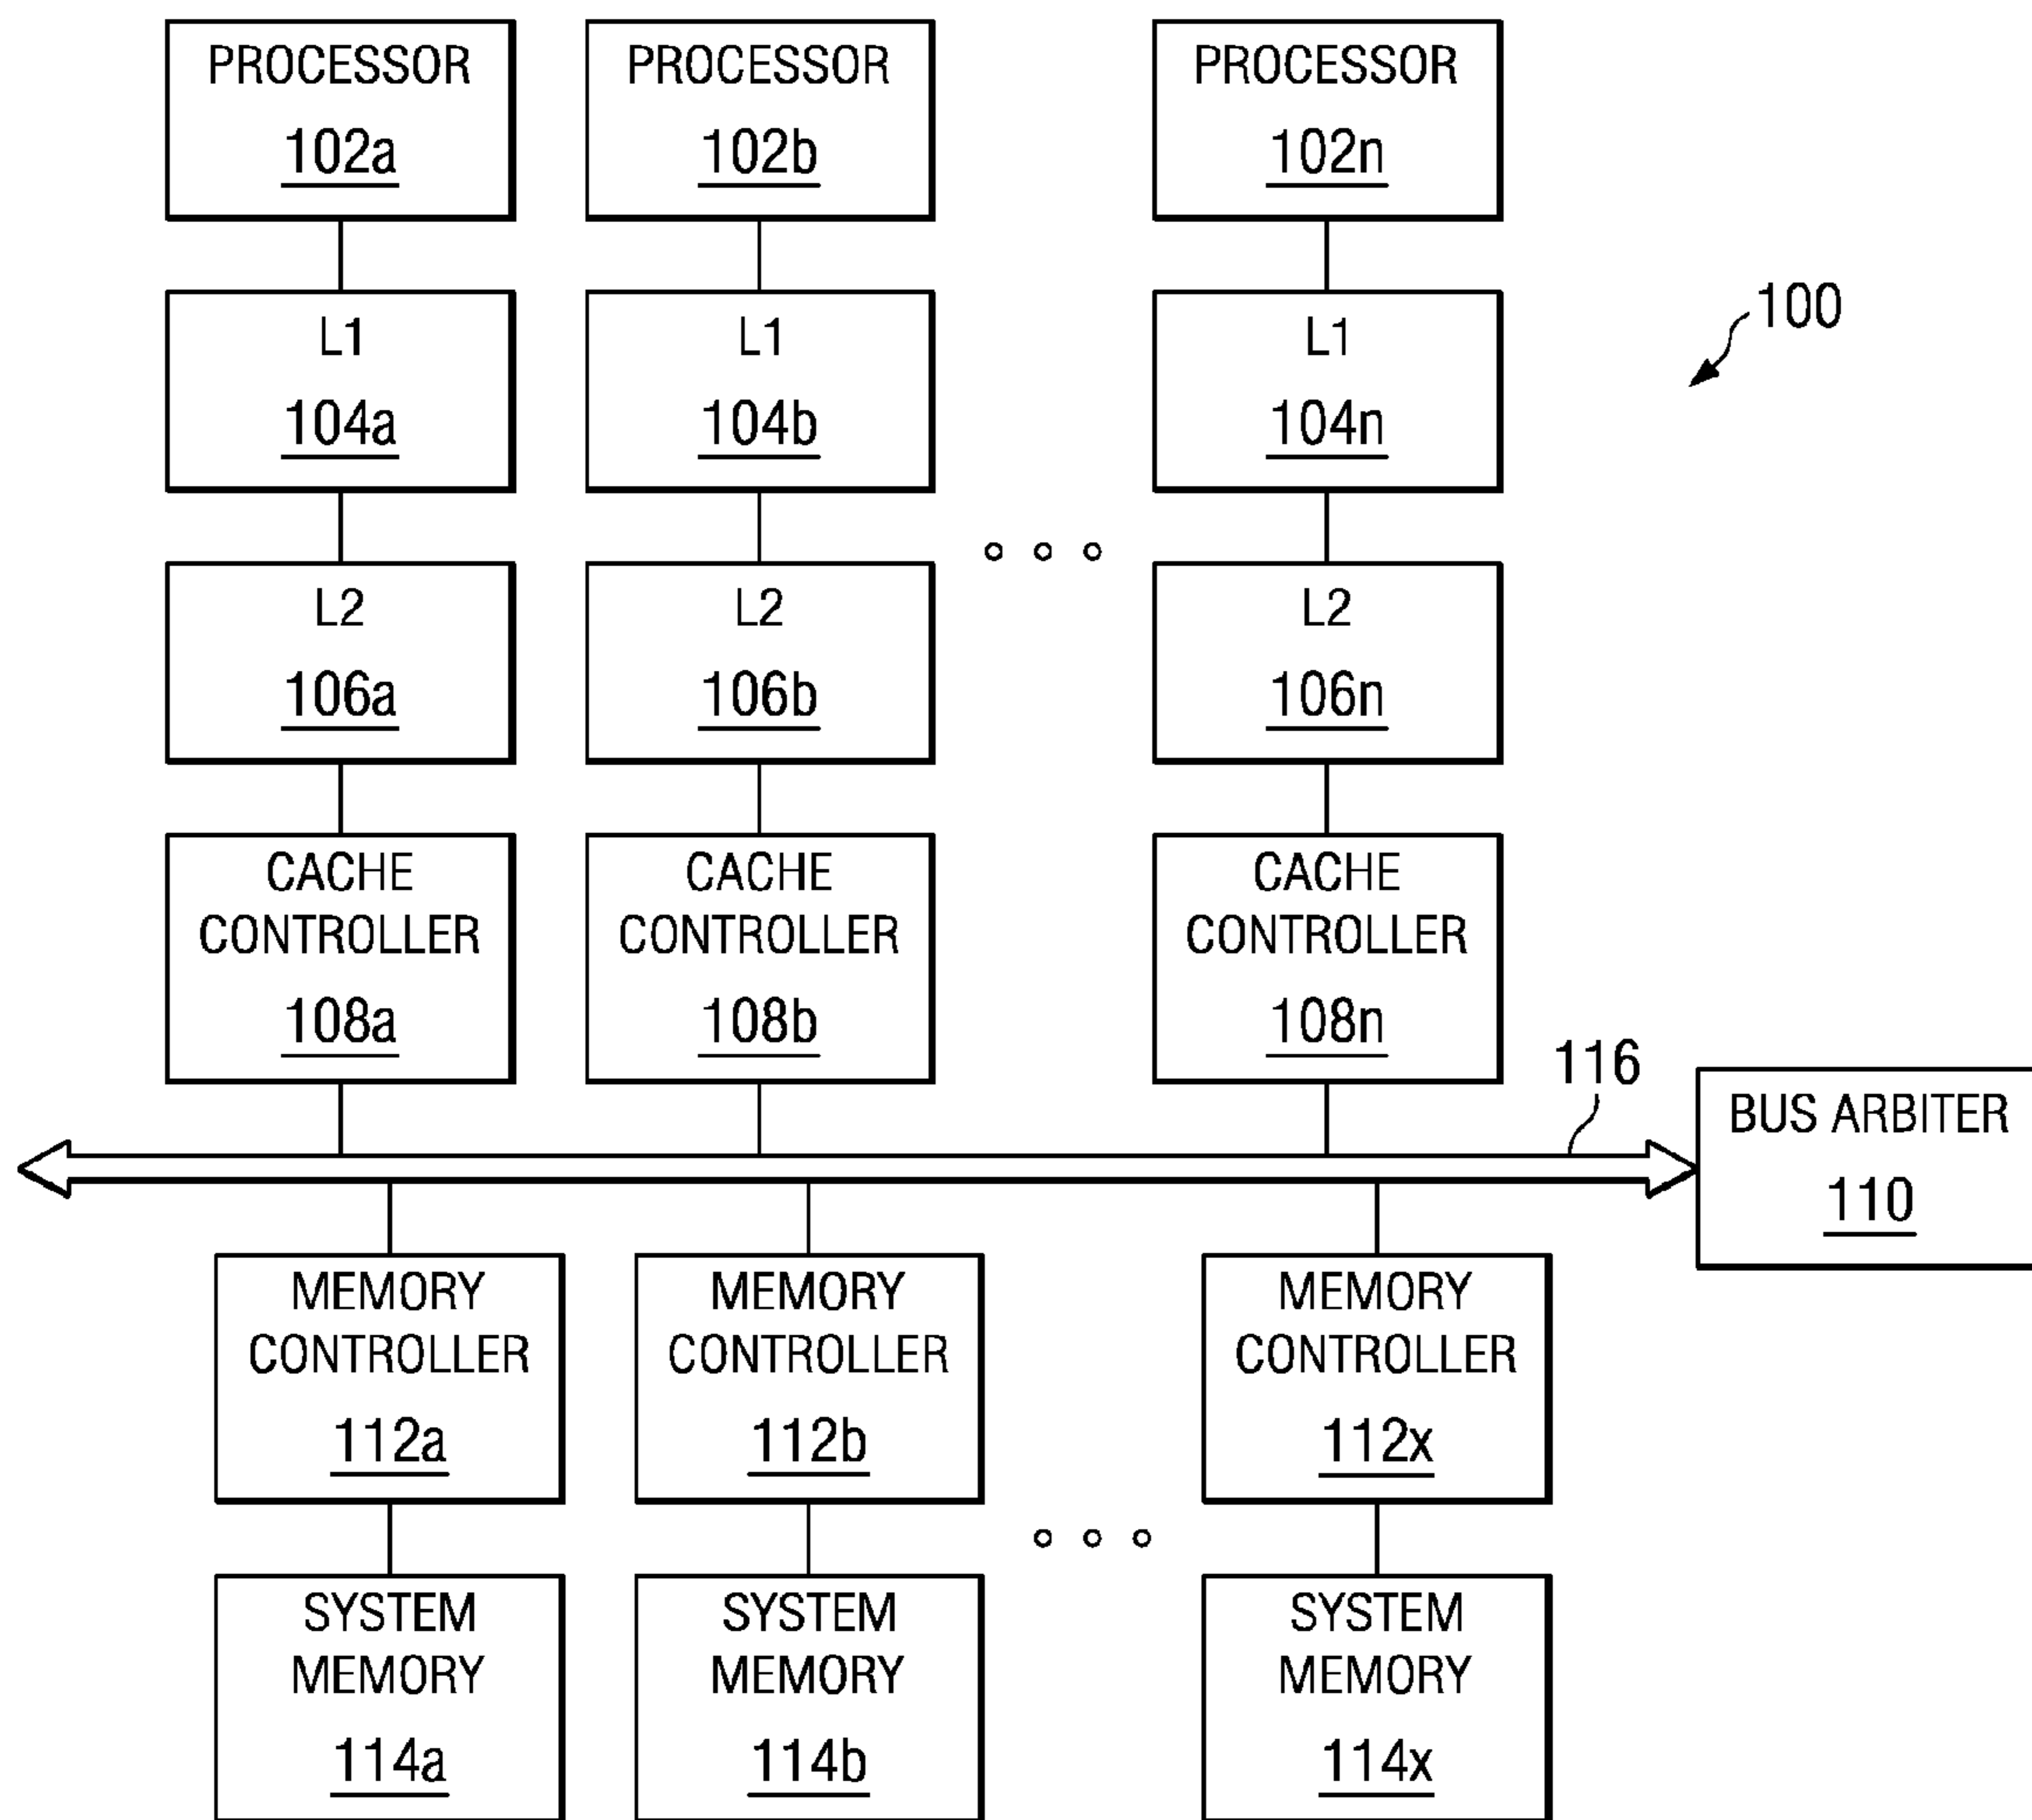 PROCESSOR
102a
PROCESSOR
102b
PROCESSOR
102n
L1
104a
L1
104b
L1
104n
100
L2
106a
L2
106b
L2
106n
CACHE
CONTROLLER
108a
CACHE
CONTROLLER
108b
CACHE
CONTROLLER
108n
116
BUS ARBITER
110
MEMORY
CONTROLLER
112a
MEMORY
CONTROLLER
112b
MEMORY
CONTROLLER
112x
SYSTEM
MEMORY
114a
SYSTEM
MEMORY
114b
SYSTEM
MEMORY
114x